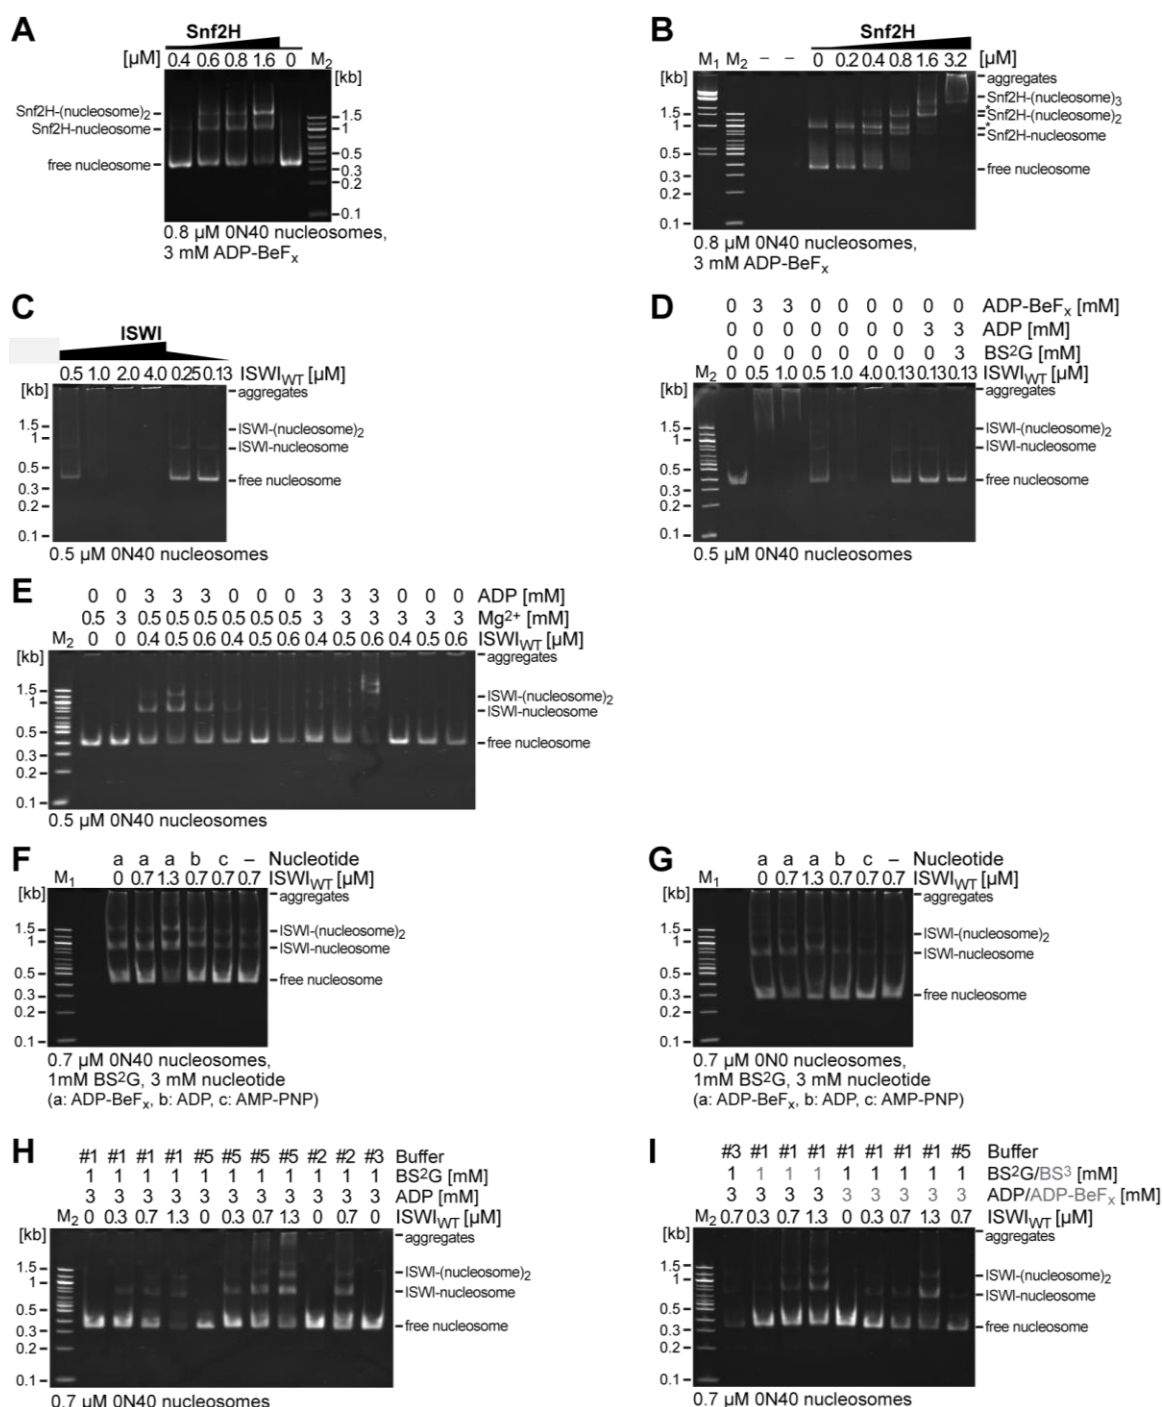 A
Snf2H
[µM] 0.4 0.6 0.8 1.6 0 M2
[kb]
Snf2H-(nucleosome)2
Snf2H-nucleosome
free nucleosome
1.5
1
0.5
0.3
0.2
0.1
0.8 µM 0N40 nucleosomes,
3 mM ADP-BeFx
B
Snf2H
M1 M2 – – 0 0.2 0.4 0.8 1.6 3.2 [µM]
[kb]
1.5
1
0.5
0.3
0.2
0.1
aggregates
Snf2H-(nucleosome)3
*
Snf2H-(nucleosome)2
*
Snf2H-nucleosome
free nucleosome
0.8 µM 0N40 nucleosomes,
3 mM ADP-BeFx
C
ISWI
0.5 1.0 2.0 4.0 0.25 0.13 ISWIWT [µM]
[kb]
1.5
1
0.5
0.3
0.2
0.1
aggregates
ISWI-(nucleosome)2
ISWI-nucleosome
free nucleosome
0.5 µM 0N40 nucleosomes
D
0 3 3 0 0 0 0 0 0 ADP-BeFx [mM]
0 0 0 0 0 0 0 3 3 ADP [mM]
0 0 0 0 0 0 0 0 3 BS2G [mM]
M2 0 0.5 1.0 0.5 1.0 4.0 0.13 0.13 0.13 ISWIWT [µM]
[kb]
1.5
1
0.5
0.3
0.2
0.1
aggregates
ISWI-(nucleosome)2
ISWI-nucleosome
free nucleosome
0.5 µM 0N40 nucleosomes
E
0 0 3 3 3 0 0 0 3 3 3 0 0 0 ADP [mM]
0.5 3 0.5 0.5 0.5 0.5 0.5 0.5 3 3 3 3 3 3 Mg2+ [mM]
M2 0 0 0.4 0.5 0.6 0.4 0.5 0.6 0.4 0.5 0.6 0.4 0.5 0.6 ISWIWT [µM]
[kb]
1.5
1
0.5
0.3
0.2
0.1
aggregates
ISWI-(nucleosome)2
ISWI-nucleosome
free nucleosome
0.5 µM 0N40 nucleosomes
F
a a a b c – Nucleotide
M1 0 0.7 1.3 0.7 0.7 0.7 ISWIWT [µM]
[kb]
1.5
1
0.5
0.3
0.2
0.1
aggregates
ISWI-(nucleosome)2
ISWI-nucleosome
free nucleosome
0.7 µM 0N40 nucleosomes,
1mM BS2G, 3 mM nucleotide
(a: ADP-BeFx, b: ADP, c: AMP-PNP)
G
a a a b c – Nucleotide
M1 0 0.7 1.3 0.7 0.7 0.7 ISWIWT [µM]
[kb]
1.5
1
0.5
0.3
0.2
0.1
aggregates
ISWI-(nucleosome)2
ISWI-nucleosome
free nucleosome
0.7 µM 0N0 nucleosomes,
1mM BS2G, 3 mM nucleotide
(a: ADP-BeFx, b: ADP, c: AMP-PNP)
H
#1 #1 #1 #1 #5 #5 #5 #5 #2 #2 #3 Buffer
1 1 1 1 1 1 1 1 1 1 1 BS2G [mM]
3 3 3 3 3 3 3 3 3 3 3 ADP [mM]
M2 0 0.3 0.7 1.3 0 0.3 0.7 1.3 0 0.7 0 ISWIWT [µM]
[kb]
1.5
1
0.5
0.3
0.2
0.1
aggregates
ISWI-(nucleosome)2
ISWI-nucleosome
free nucleosome
0.7 µM 0N40 nucleosomes
I
#3 #1 #1 #1 #1 #1 #1 #1 #5 Buffer
1 1 1 1 1 1 1 1 1 BS2G/BS3 [mM]
3 3 3 3 3 3 3 3 3 ADP/ADP-BeFx [mM]
M2 0.7 0.3 0.7 1.3 0 0.3 0.7 1.3 0.7 ISWIWT [µM]
[kb]
1.5
1
0.5
0.3
0.2
0.1
aggregates
ISWI-(nucleosome)2
ISWI-nucleosome
free nucleosome
0.7 µM 0N40 nucleosomes